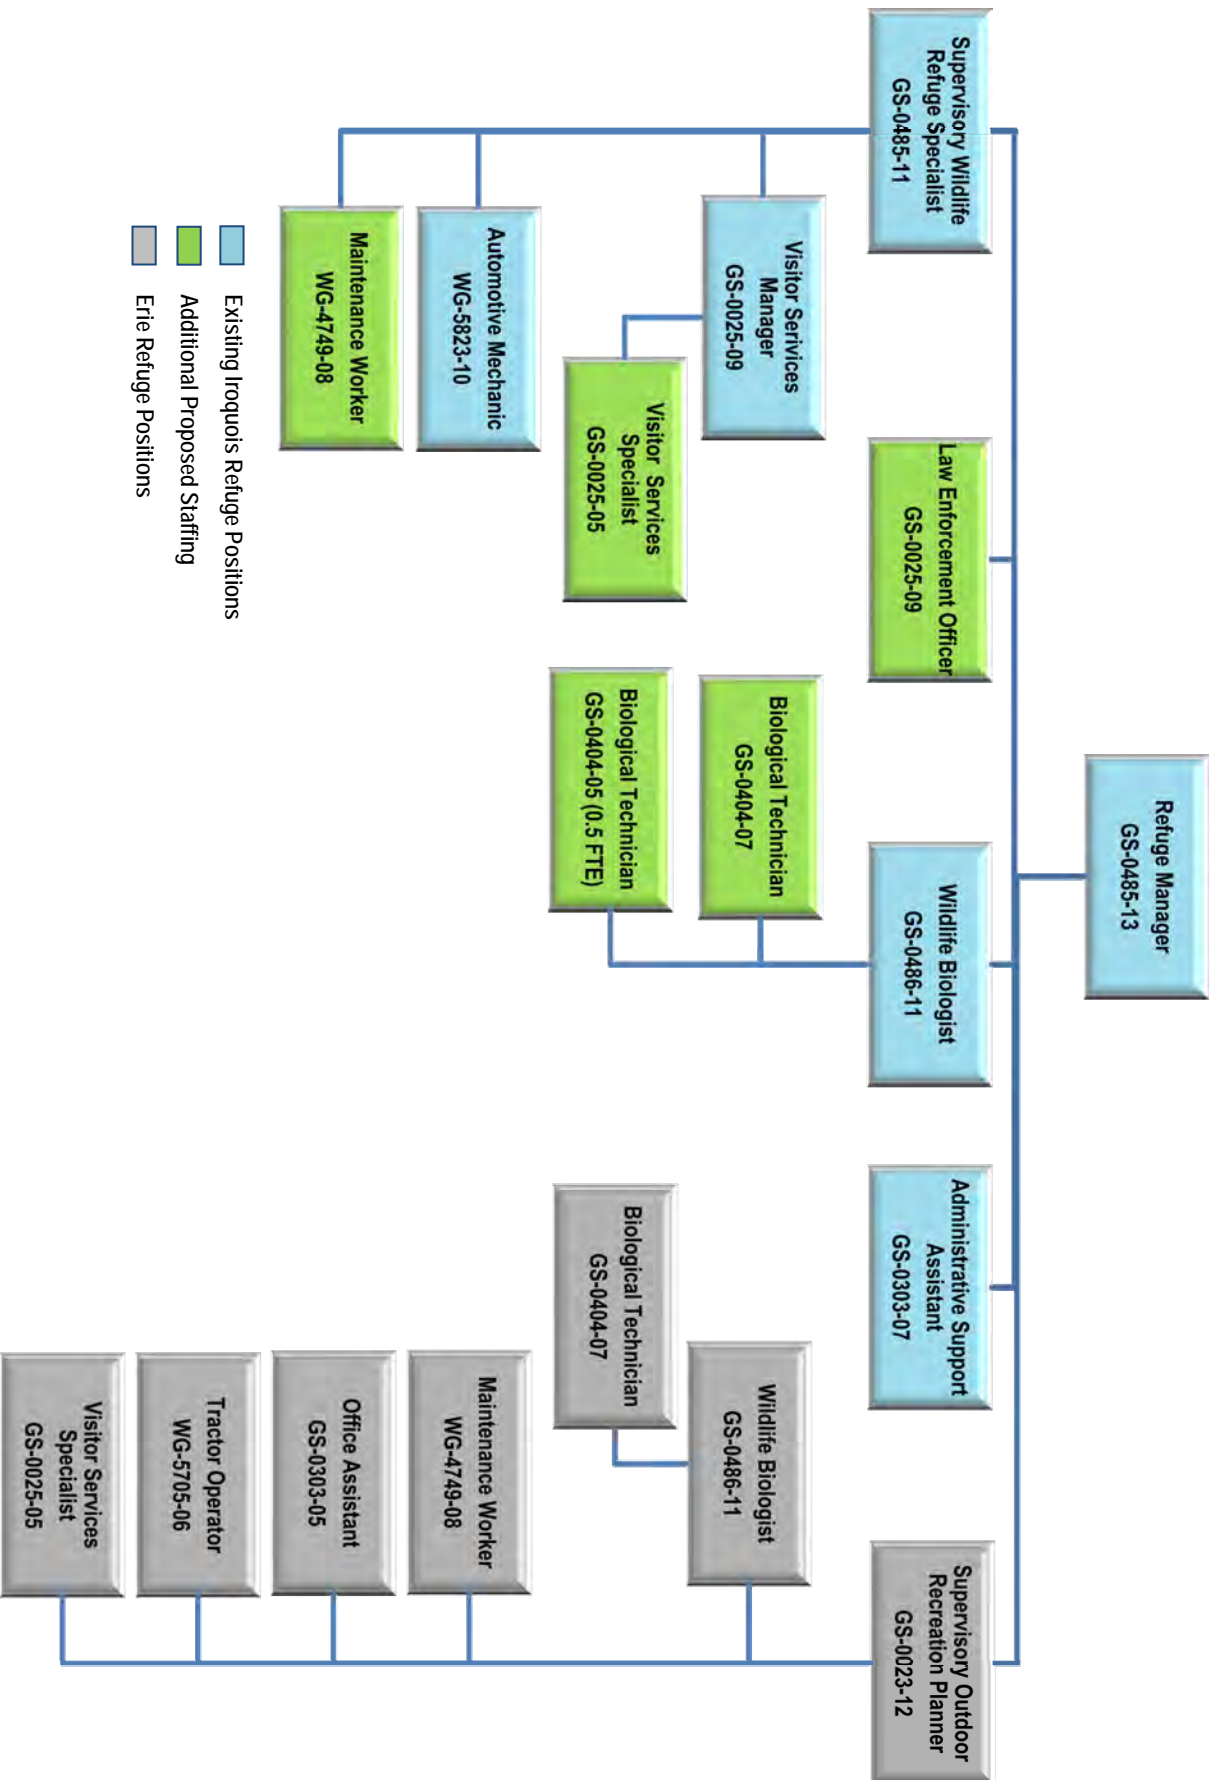 Refuge Manager
GS-0485-13
Supervisory Wildlife
Refuge Specialist
GS-0485-11
Law Enforcement Officer
GS-0025-09
Wildlife Biologist
GS-0486-11
Administrative Support
Assistant
GS-0303-07
Supervisory Outdoor
Recreation Planner
GS-0023-12
Visitor Serivices
Manager
GS-0025-09
Visitor Services
Specialist
GS-0025-05
Automotive Mechanic
WG-5823-10
Maintenance Worker
WG-4749-08
Biological Technician
GS-0404-07
Biological Technician
GS-0404-05 (0.5 FTE)
Wildlife Biologist
GS-0486-11
Biological Technician
GS-0404-07
Maintenance Worker
WG-4749-08
Office Assistant
GS-0303-05
Tractor Operator
WG-5705-06
Visitor Services
Specialist
GS-0025-05
Existing Iroquois Refuge Positions
Additional Proposed Staffing
Erie Refuge Positions